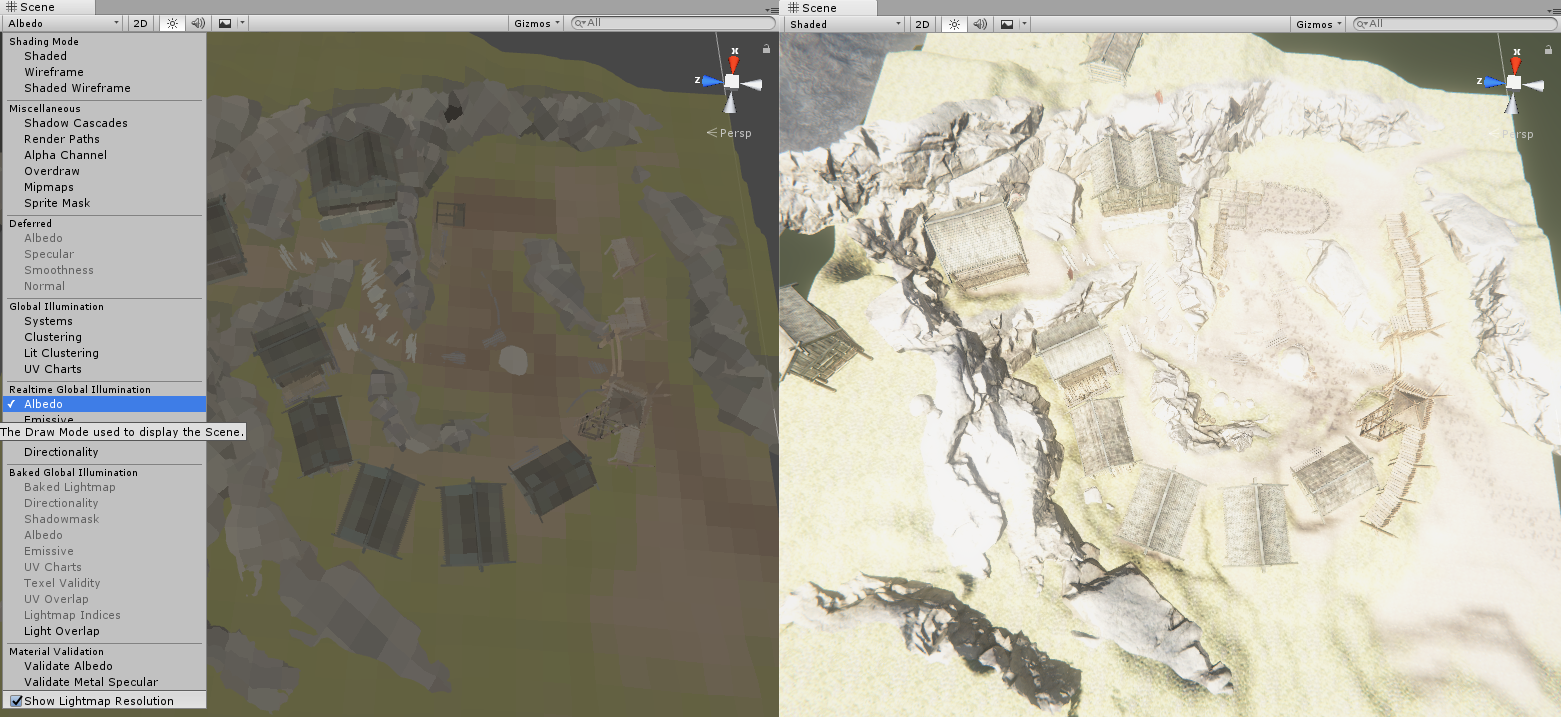 Scene
Albedo 2D Gizmos All
Shading Mode
Shaded
Wireframe
Shaded Wireframe
Miscellaneous
Shadow Cascades
Render Paths
Alpha Channel
Overdraw
Mipmaps
Sprite Mask
Deferred
Albedo
Specular
Smoothness
Normal
Global Illumination
Systems
Clustering
Lit Clustering
UV Charts
Realtime Global Illumination
Albedo
Emissive
The Draw Mode used to display the Scene.
Directionality
Baked Global Illumination
Baked Lightmap
Directionality
Shadowmask
Albedo
Emissive
UV Charts
Texel Validity
UV Overlap
Lightmap Indices
Light Overlap
Material Validation
Validate Albedo
Validate Metal Specular
Show Lightmap Resolution
x
z
Persp
Scene
Shaded 2D Gizmos All
x
z
Persp